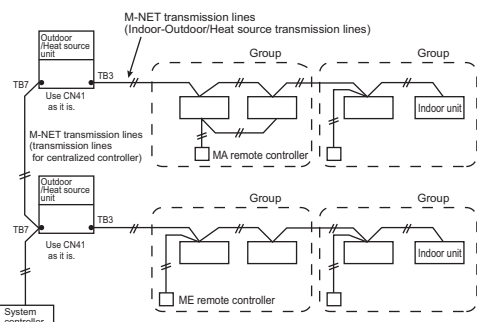 M-NET transmission lines
(Indoor-Outdoor/Heat source transmission lines)
Outdoor
/Heat source
unit
TB3
TB7
Use CN41
as it is.
Group
Group
Indoor unit
MA remote controller
M-NET transmission lines
(transmission lines
for centralized controller)
Outdoor
/Heat source
unit
TB3
TB7
Use CN41
as it is.
Group
Group
Indoor unit
ME remote controller
System
controller